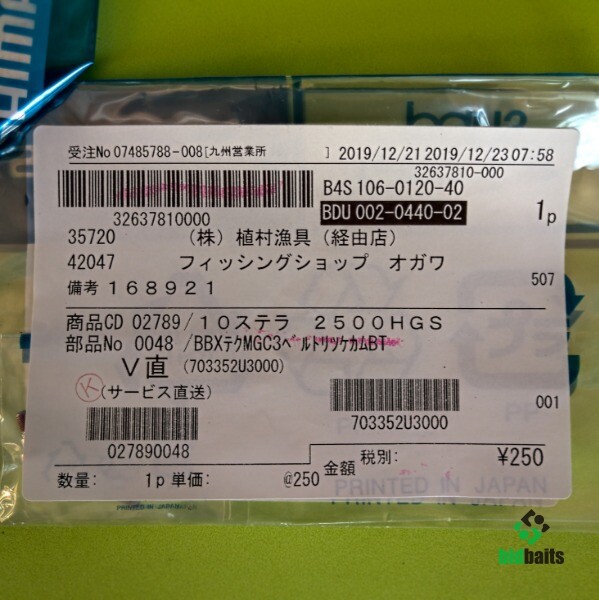 受注No 07485788-008[九州営業所 ] 2019/12/21 2019/12/23 07:58
32637810-000
32637810000
B4S 106-0120-40
BDU 002-0440-02
1p
35720 (株) 植村漁具 (経由店)
42047 フィッシングショップ オガワ
507
備考 168921
商品CD 02789/10ステラ 2500HGS
部品No 0048 /BBXテクMGC3ベールトリツケカムBT
V直 (703352U3000)
K (サービス直送)
001
703352U3000
027890048
数量: 1p 単価: @250 金額 税別: ¥250
PRINTED IN JAPAN
PRINTED IN JAPAN
baits